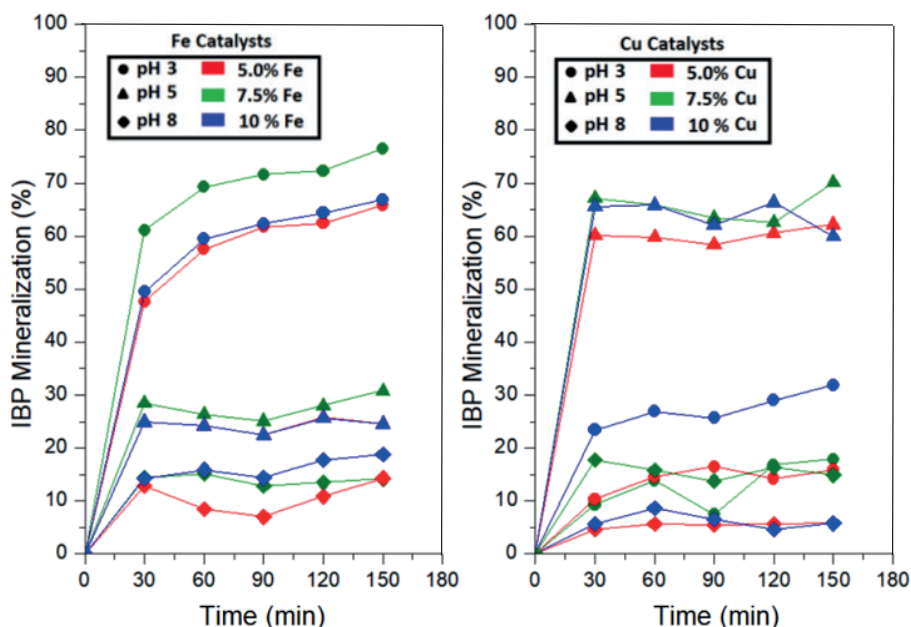 Fe Catalysts
pH 3 5.0% Fe
pH 5 7.5% Fe
pH 8 10 % Fe
IBP Mineralization (%)
100
90
80
70
60
50
40
30
20
10
0
0 30 60 90 120 150 180
Time (min)
Cu Catalysts
pH 3 5.0% Cu
pH 5 7.5% Cu
pH 8 10 % Cu
IBP Mineralization (%)
100
90
80
70
60
50
40
30
20
10
0
0 30 60 90 120 150 180
Time (min)